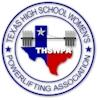 TEXAS HIGH SCHOOL WOMEN'S
THSWPA
POWERLIFTING ASSOCIATION